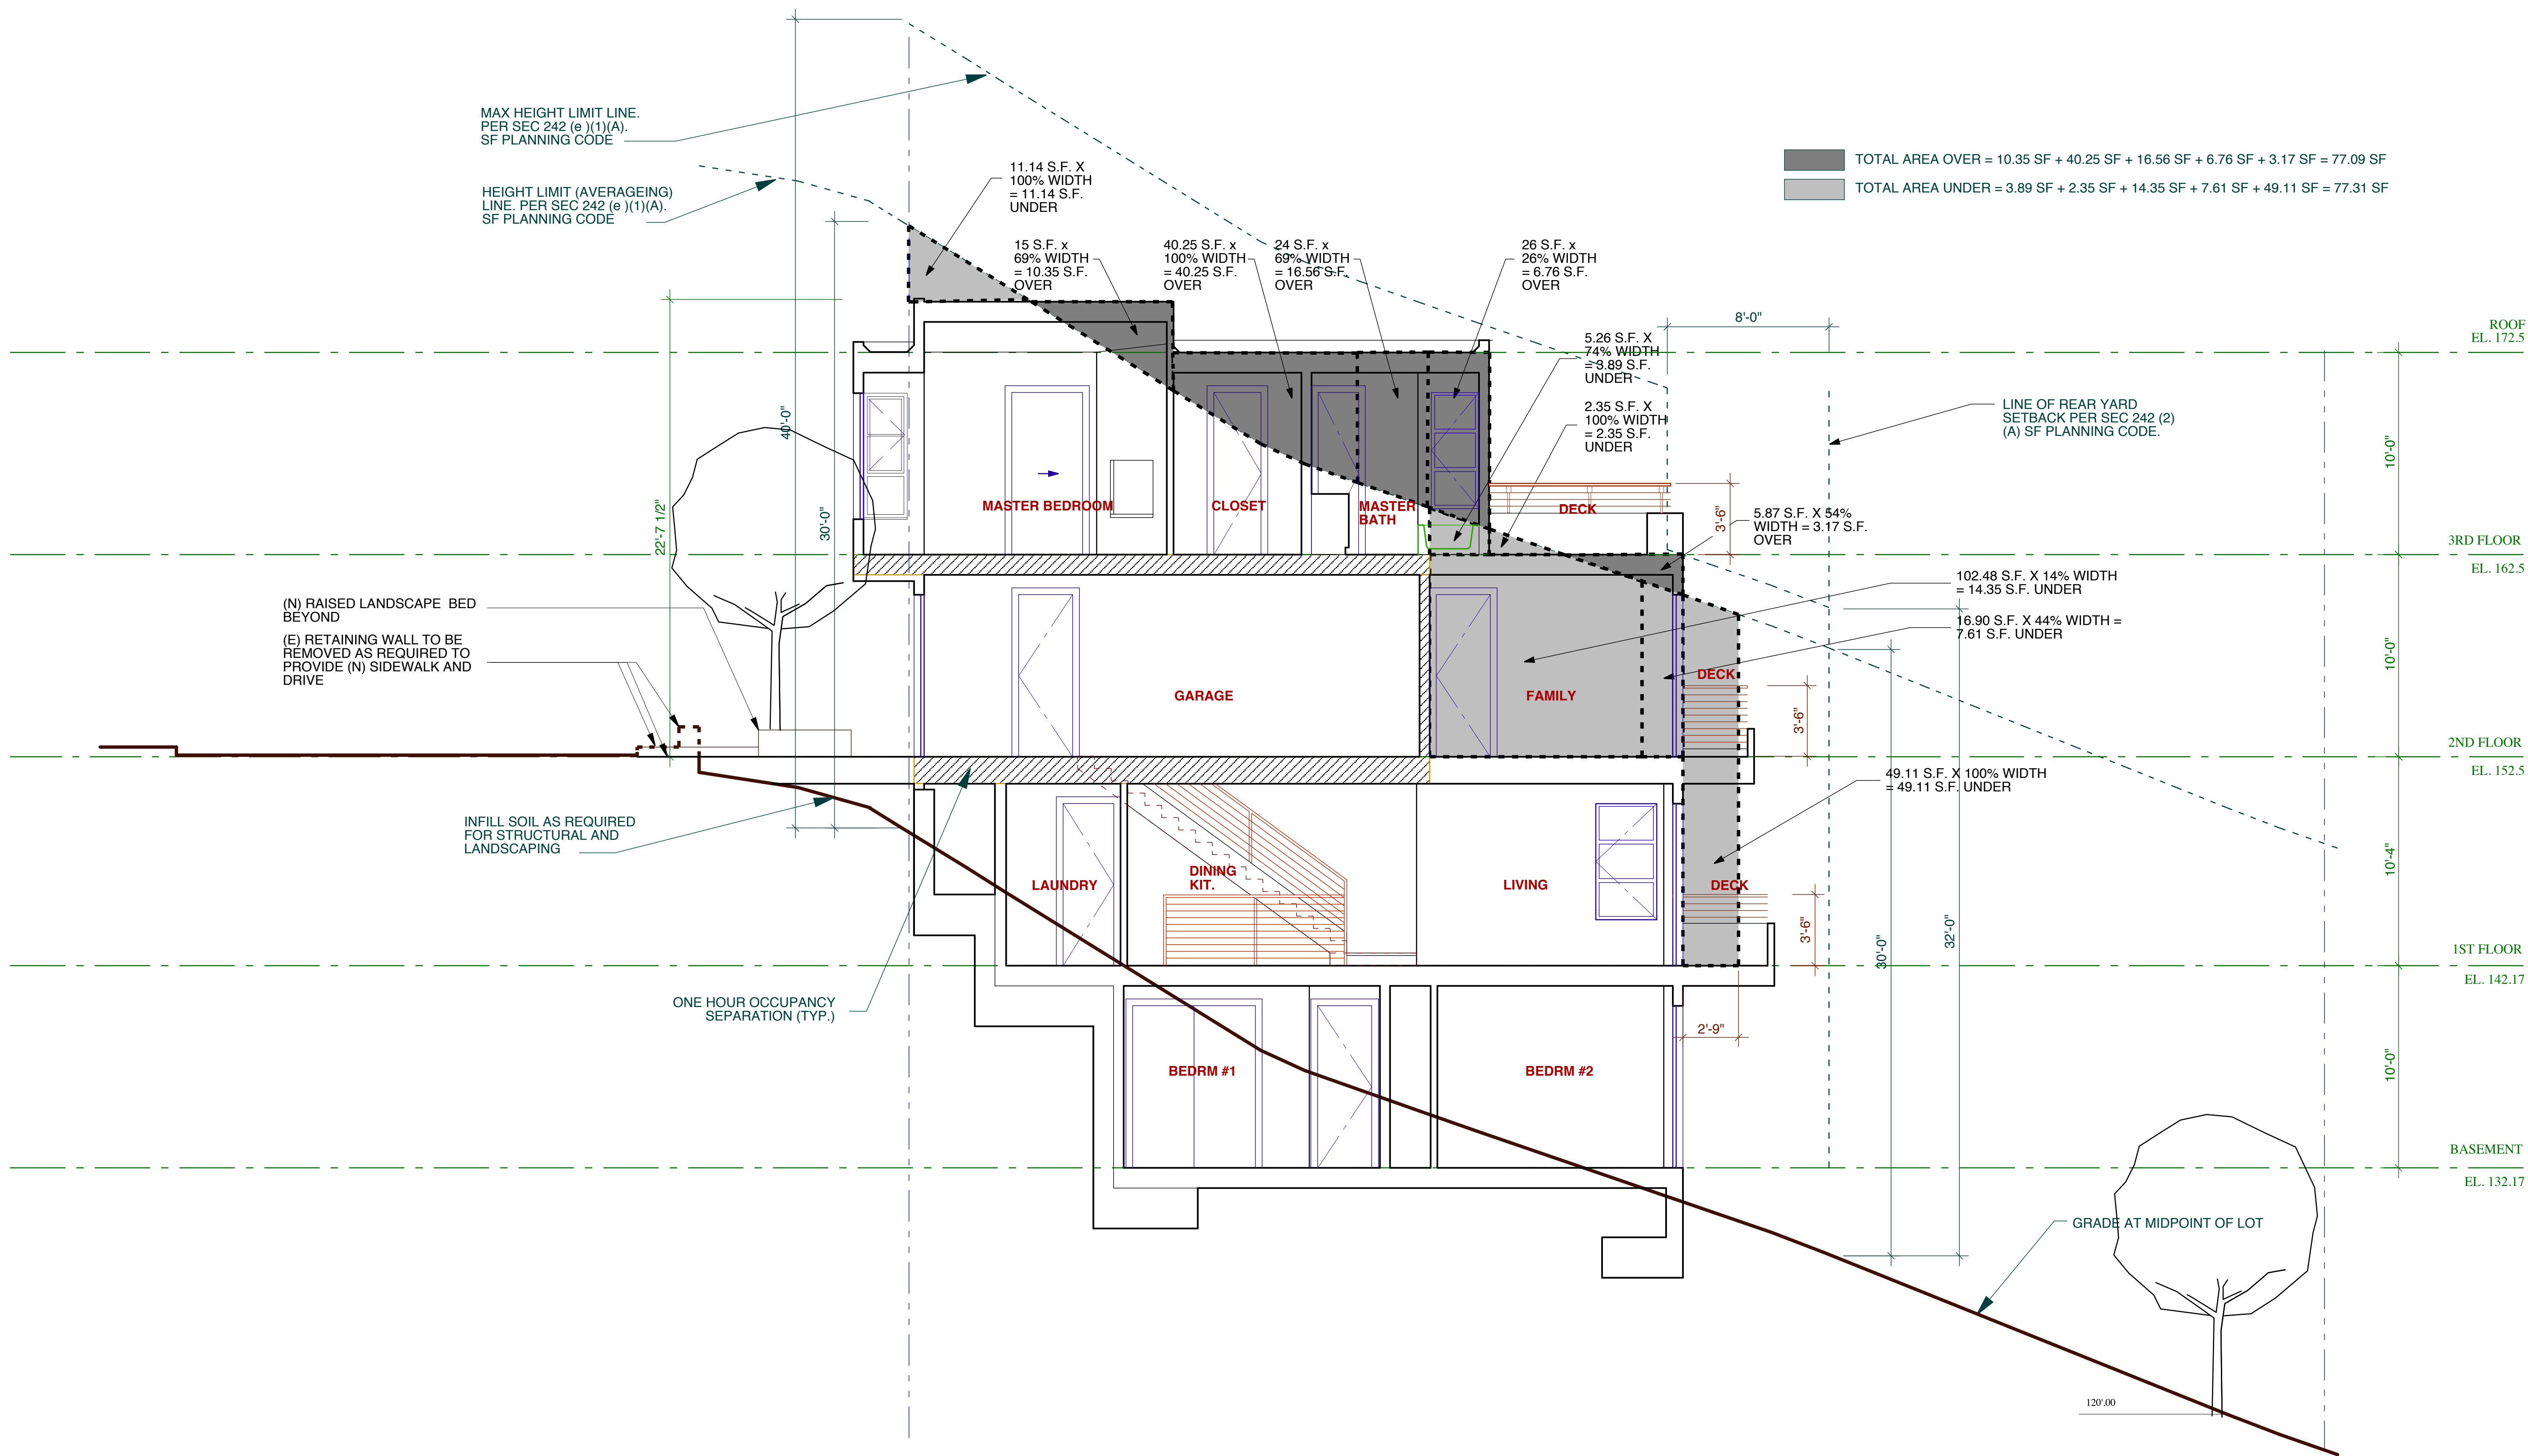 MAX HEIGHT LIMIT LINE.
PER SEC 242 (e )(1)(A).
SF PLANNING CODE
HEIGHT LIMIT (AVERAGEING)
LINE. PER SEC 242 (e )(1)(A).
SF PLANNING CODE
11.14 S.F. X
100% WIDTH
= 11.14 S.F.
UNDER
15 S.F. x
69% WIDTH
= 10.35 S.F.
OVER
40.25 S.F. x
100% WIDTH
= 40.25 S.F.
OVER
24 S.F. x
69% WIDTH
= 16.56 S.F.
OVER
26 S.F. x
26% WIDTH
= 6.76 S.F.
OVER
TOTAL AREA OVER = 10.35 SF + 40.25 SF + 16.56 SF + 6.76 SF + 3.17 SF = 77.09 SF
TOTAL AREA UNDER = 3.89 SF + 2.35 SF + 14.35 SF + 7.61 SF + 49.11 SF = 77.31 SF
8'-0"
5.26 S.F. X
74% WIDTH
= 3.89 S.F.
UNDER
2.35 S.F. X
100% WIDTH
= 2.35 S.F.
UNDER
LINE OF REAR YARD
SETBACK PER SEC 242 (2)
(A) SF PLANNING CODE.
ROOF
EL. 172.5
10'-0"
40'-0"
30'-0"
22'-7 1/2"
MASTER BEDROOM
CLOSET
MASTER
BATH
DECK
3'-6"
5.87 S.F. X 54%
WIDTH = 3.17 S.F.
OVER
3RD FLOOR
EL. 162.5
102.48 S.F. X 14% WIDTH
= 14.35 S.F. UNDER
16.90 S.F. X 44% WIDTH =
7.61 S.F. UNDER
(N) RAISED LANDSCAPE BED
BEYOND
(E) RETAINING WALL TO BE
REMOVED AS REQUIRED TO
PROVIDE (N) SIDEWALK AND
DRIVE
GARAGE
FAMILY
DECK
3'-6"
10'-0"
2ND FLOOR
EL. 152.5
49.11 S.F. X 100% WIDTH
= 49.11 S.F. UNDER
INFILL SOIL AS REQUIRED
FOR STRUCTURAL AND
LANDSCAPING
LAUNDRY
DINING
KIT.
LIVING
DECK
3'-6"
30'-0"
32'-0"
10'-4"
1ST FLOOR
EL. 142.17
ONE HOUR OCCUPANCY
SEPARATION (TYP.)
2'-9"
BEDRM #1
BEDRM #2
10'-0"
BASEMENT
EL. 132.17
GRADE AT MIDPOINT OF LOT
120'.00